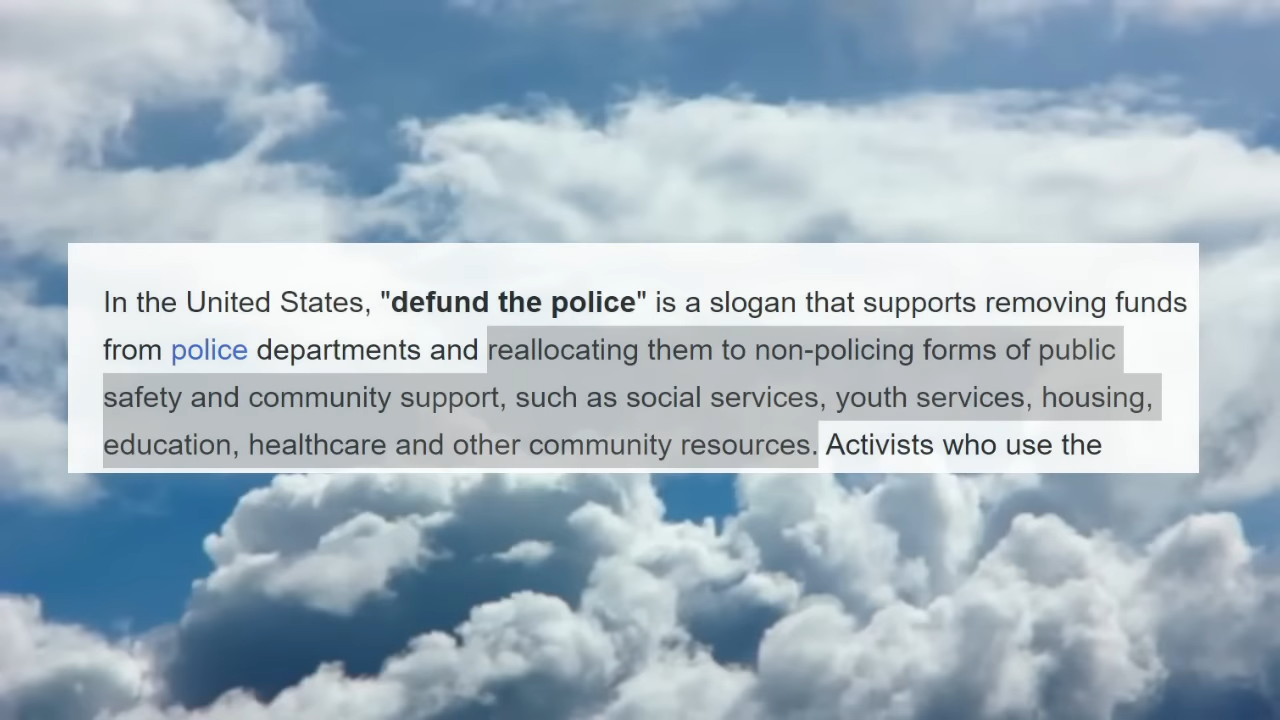 In the United States, "defund the police" is a slogan that supports removing funds
from police departments and reallocating them to non-policing forms of public
safety and community support, such as social services, youth services, housing,
education, healthcare and other community resources. Activists who use the